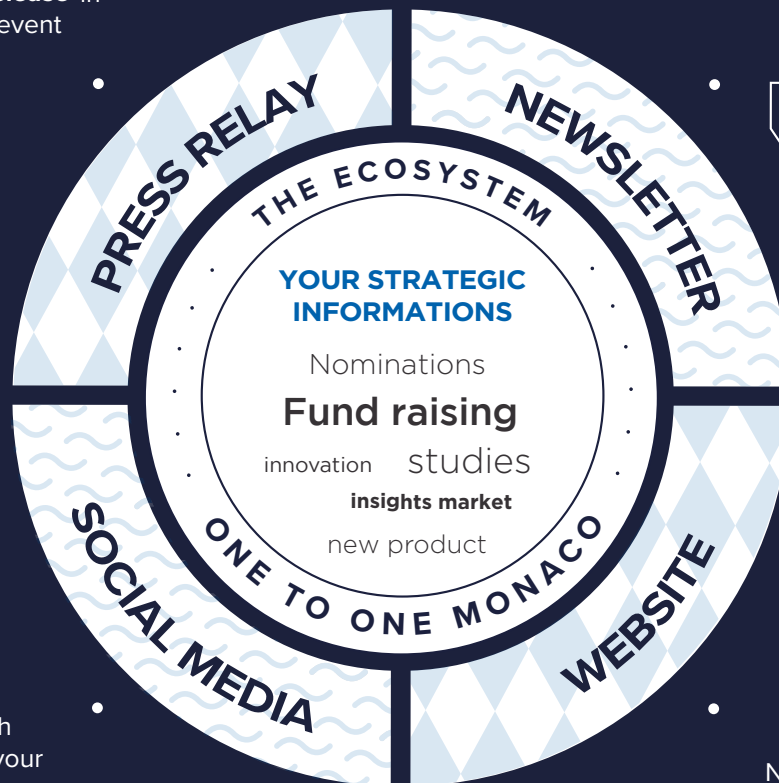 event
PRESS RELAY
NEWSLETTER
THE ECOSYSTEM
YOUR STRATEGIC
INFORMATIONS
Nominations
Fund raising
innovation studies
insights market
new product
ONE TO ONE MONACO
SOCIAL MEDIA
WEBSITE
your